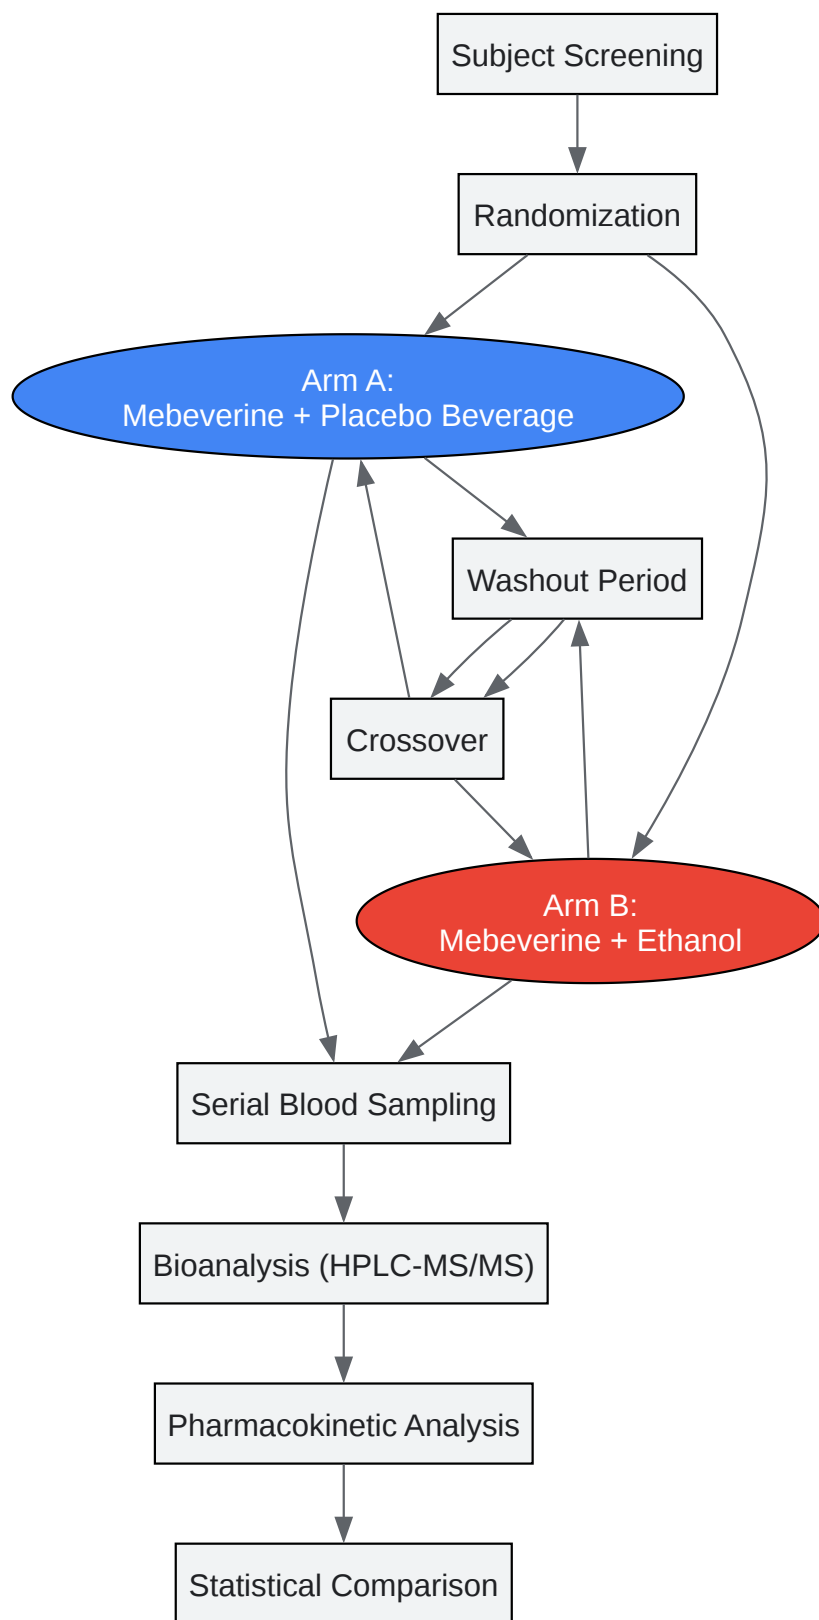 Subject Screening
Randomization
Arm A:
Mebeverine + Placebo Beverage
Washout Period
Crossover
Arm B:
Mebeverine + Ethanol
Serial Blood Sampling
Bioanalysis (HPLC-MS/MS)
Pharmacokinetic Analysis
Statistical Comparison